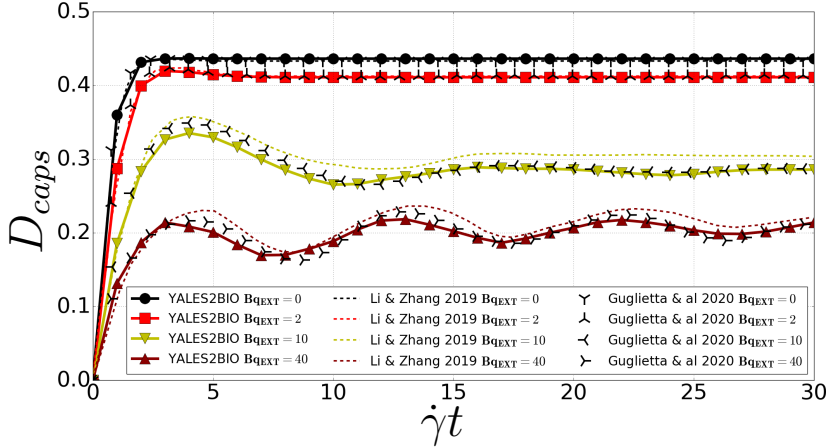 0.5
0.4
0.3
0.2
0.1
0.0
D_caps
YALES2BIO Bq_EXT = 0
YALES2BIO Bq_EXT = 2
YALES2BIO Bq_EXT = 10
YALES2BIO Bq_EXT = 40
Li & Zhang 2019 Bq_EXT = 0
Li & Zhang 2019 Bq_EXT = 2
Li & Zhang 2019 Bq_EXT = 10
Li & Zhang 2019 Bq_EXT = 40
Guglietta & al 2020 Bq_EXT = 0
Guglietta & al 2020 Bq_EXT = 2
Guglietta & al 2020 Bq_EXT = 10
Guglietta & al 2020 Bq_EXT = 40
0 5 10 15 20 25 30
γ̇t